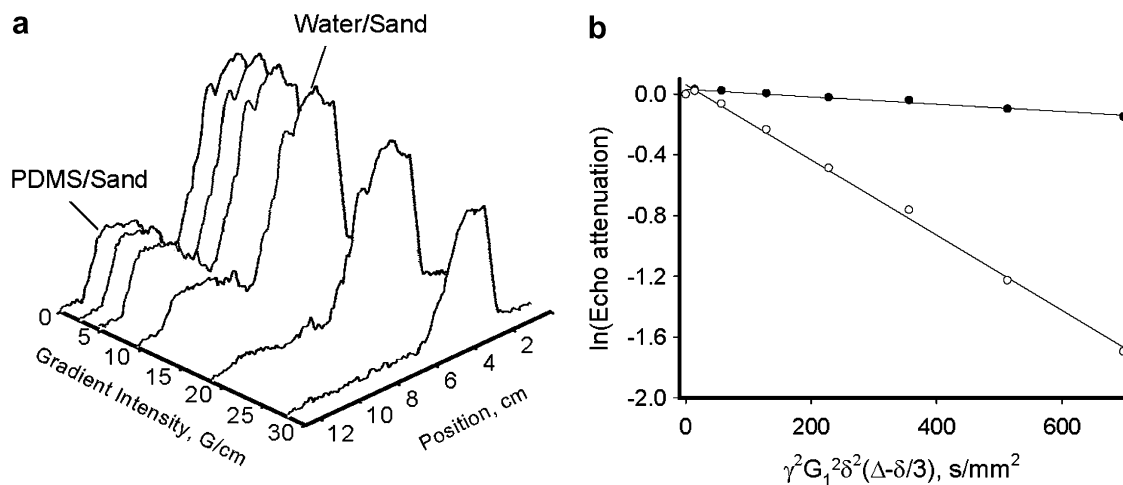 a
Water/Sand
PDMS/Sand
0
5
10
15
20
25
30
Gradient Intensity, G/cm
12
10
8
6
4
2
Position, cm
b
0.0
-0.4
-0.8
-1.2
-1.6
-2.0
ln(Echo attenuation)
0 200 400 600
γ²G₁²δ²(Δ-δ/3), s/mm²